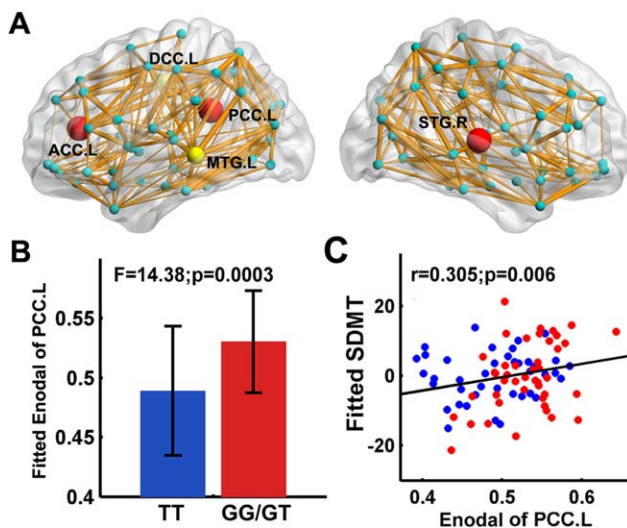 A
DCC.L
PCC.L
ACC.L
MTG.L
STG.R
B
F=14.38;p=0.0003
Fitted Enodal of PCC.L
0.55
0.5
0.45
0.4
TT GG/GT
C
r=0.305;p=0.006
Fitted SDMT
20
0
-20
0.4 0.5 0.6
Enodal of PCC.L